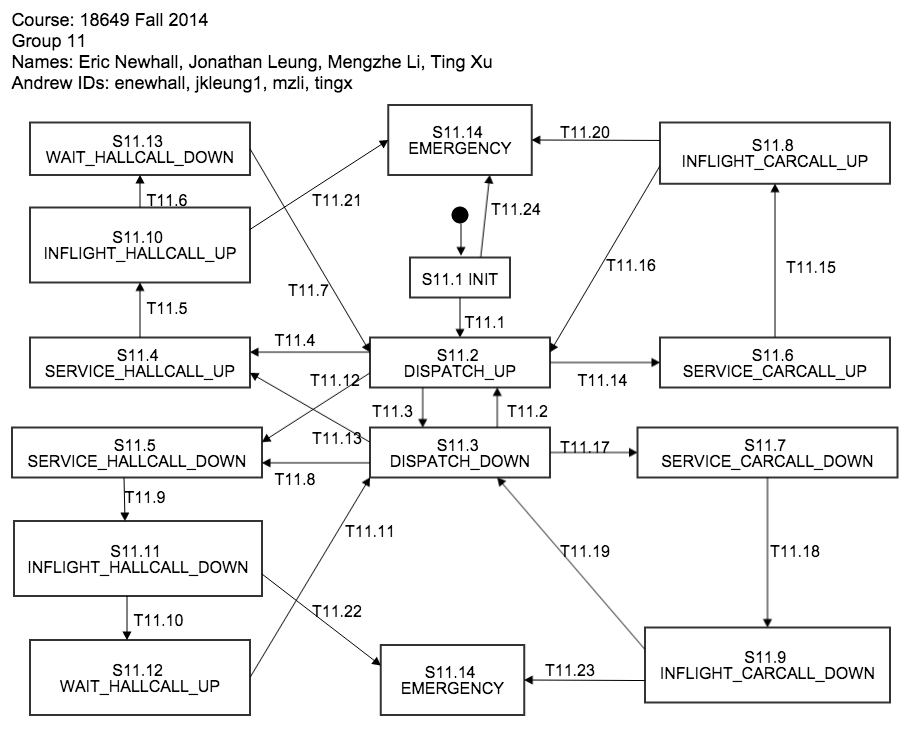 Course: 18649 Fall 2014
Group 11
Names: Eric Newhall, Jonathan Leung, Mengzhe Li, Ting Xu
Andrew IDs: enewhall, jkleung1, mzli, tingx
S11.13
WAIT_HALLCALL_DOWN
S11.14
EMERGENCY
T11.20
S11.8
INFLIGHT_CARCALL_UP
T11.6
T11.21
T11.24
S11.10
INFLIGHT_HALLCALL_UP
S11.1 INIT
T11.16
T11.15
T11.7
T11.5
T11.1
S11.4
SERVICE_HALLCALL_UP
T11.4
S11.2
DISPATCH_UP
T11.14
S11.6
SERVICE_CARCALL_UP
T11.12
T11.3
T11.2
T11.13
S11.5
SERVICE_HALLCALL_DOWN
T11.8
S11.3
DISPATCH_DOWN
T11.17
S11.7
SERVICE_CARCALL_DOWN
T11.9
T11.11
T11.19
T11.18
S11.11
INFLIGHT_HALLCALL_DOWN
T11.22
T11.10
S11.12
WAIT_HALLCALL_UP
S11.14
EMERGENCY
T11.23
S11.9
INFLIGHT_CARCALL_DOWN